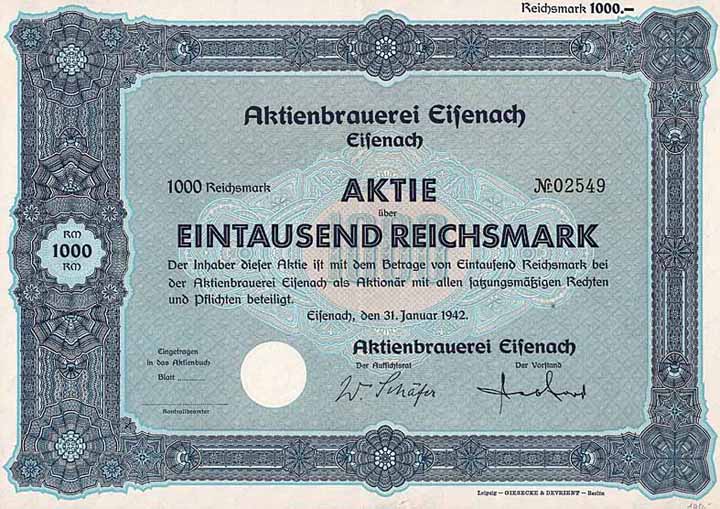 Reichsmark 1000.—
Aktienbrauerei Eiſenach
Eiſenach
1000 Reichsmark AKTIE № 02549
über
EINTAUSEND REICHSMARK
Der Inhaber dieſer Aktie iſt mit dem Betrage von Eintauſend Reichsmark bei
der Aktienbrauerei Eiſenach als Aktionär mit allen ſatzungsmäßigen Rechten
und Pflichten beteiligt.
Eiſenach, den 31. Januar 1942.
Aktienbrauerei Eiſenach
Der Aufſichtsrat Der Vorſtand
W. Schäfer
Eingetragen
in das Aktienbuch
Blatt
Kontrollbeamter
RM
1000
RM
1000
Leipzig — GIESECKE & DEVRIENT — Berlin